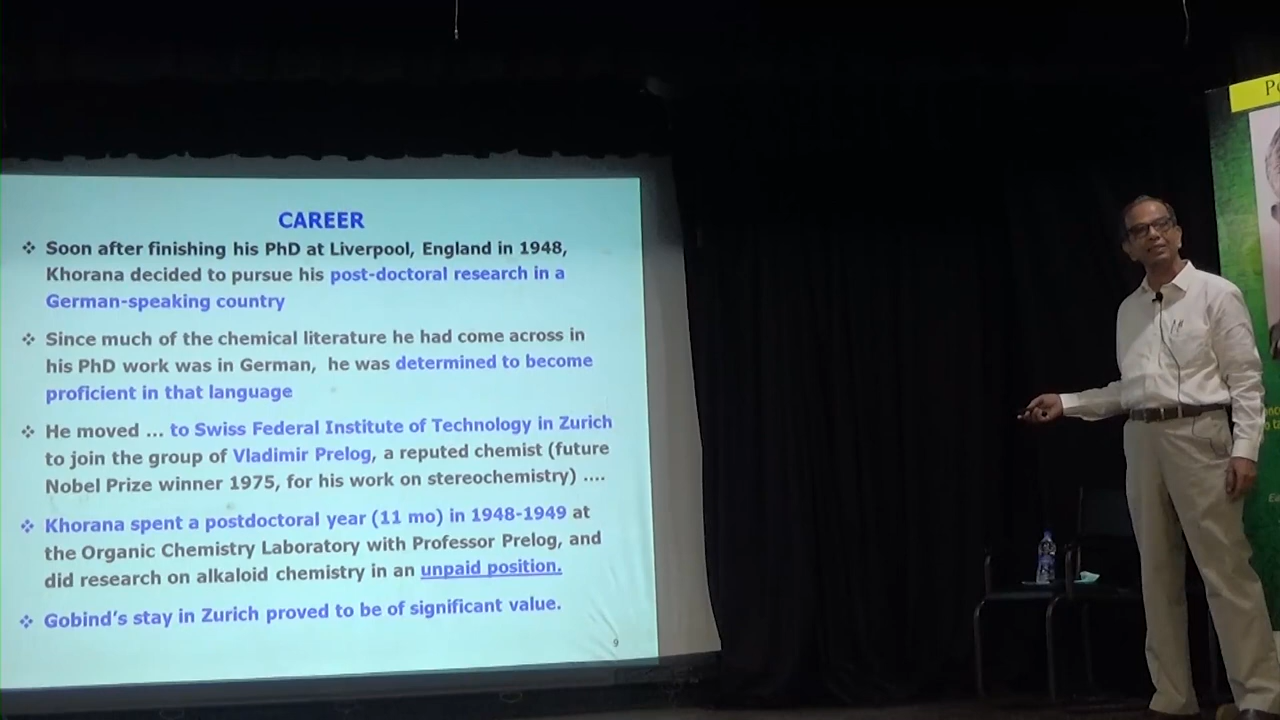 CAREER
❖ Soon after finishing his PhD at Liverpool, England in 1948,
Khorana decided to pursue his post-doctoral research in a
German-speaking country
❖ Since much of the chemical literature he had come across in
his PhD work was in German, he was determined to become
proficient in that language
❖ He moved ... to Swiss Federal Institute of Technology in Zurich
to join the group of Vladimir Prelog, a reputed chemist (future
Nobel Prize winner 1975, for his work on stereochemistry) ....
❖ Khorana spent a postdoctoral year (11 mo) in 1948-1949 at
the Organic Chemistry Laboratory with Professor Prelog, and
did research on alkaloid chemistry in an unpaid position.
❖ Gobind's stay in Zurich proved to be of significant value.
9